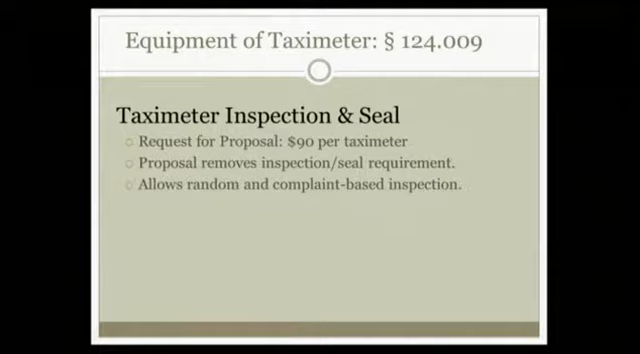 Equipment of Taximeter: § 124.009
Taximeter Inspection & Seal
Request for Proposal: $90 per taximeter
Proposal removes inspection/seal requirement.
Allows random and complaint-based inspection.